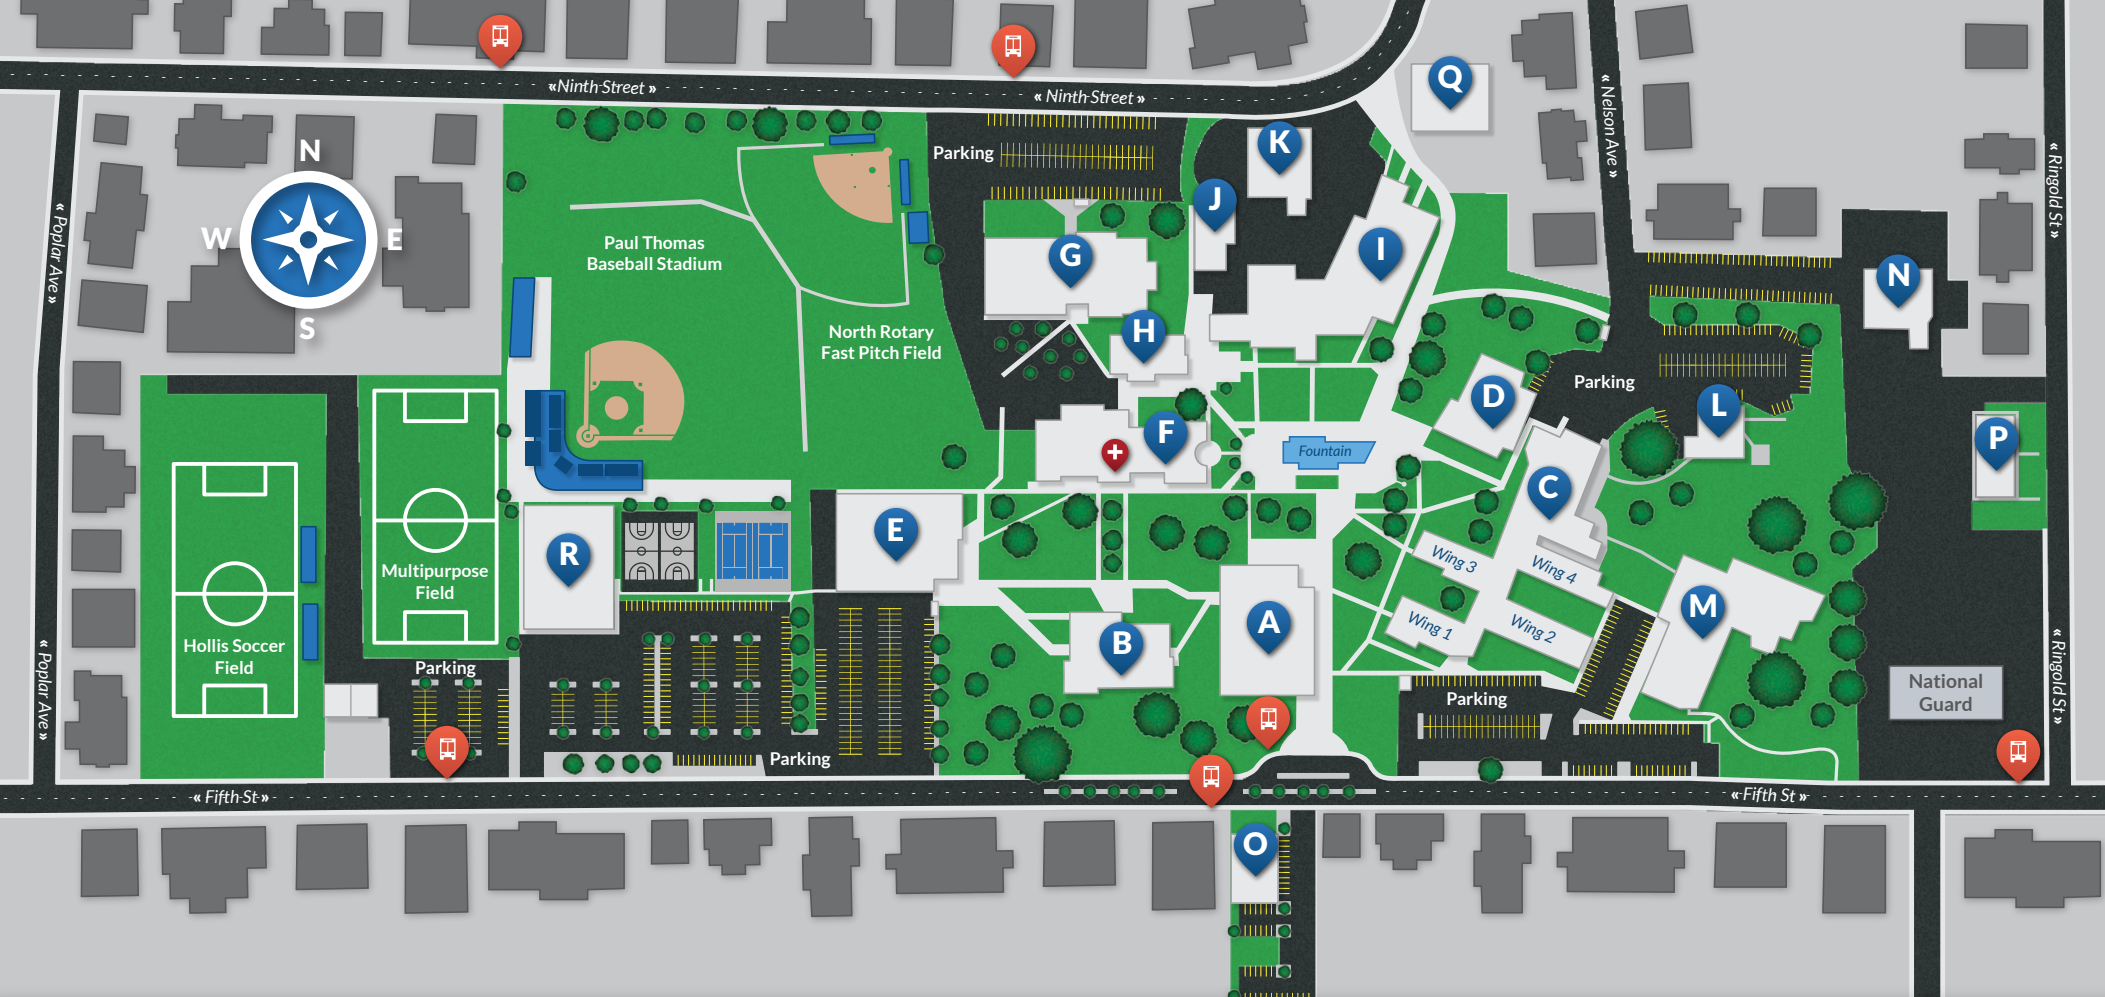 «Ninth Street»
« Ninth Street»
Q
« Nelson Ave »
« Ringold St »
N
W
E
S
« Poplar Ave »
Parking
K
J
I
G
H
Paul Thomas
Baseball Stadium
North Rotary
Fast Pitch Field
N
Parking
D
L
P
F
Fountain
C
E
R
Multipurpose
Field
Wing 3
Wing 4
Wing 1
Wing 2
A
B
M
Hollis Soccer
Field
Parking
Parking
Parking
National
Guard
« Poplar Ave »
« Ringold St »
« Fifth St »
« Fifth St »
O